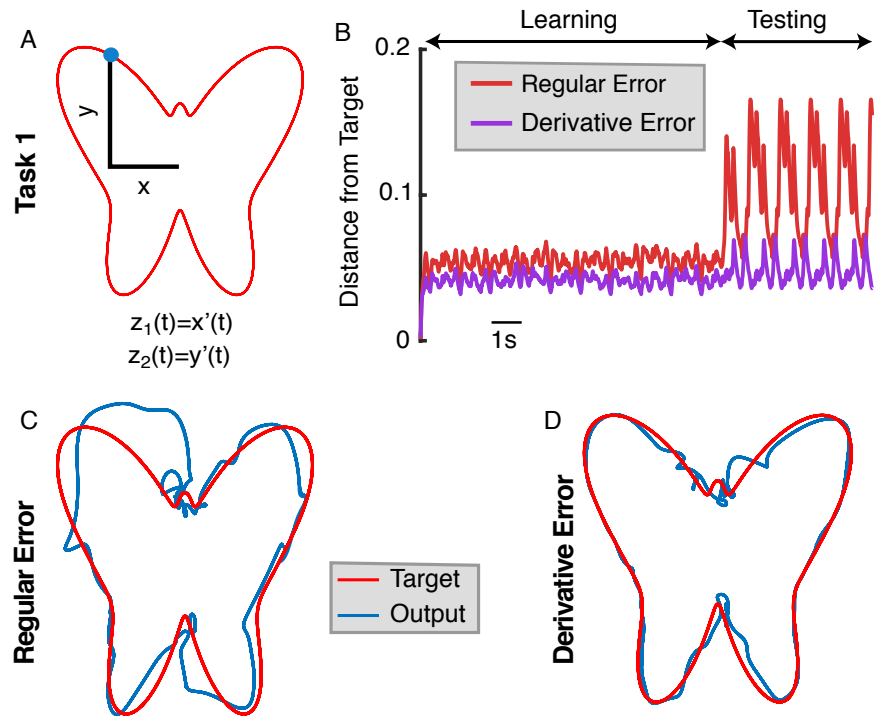 A
Task 1
y
x
z₁(t)=x'(t)
z₂(t)=y'(t)
B
Learning
Testing
Distance from Target
0.2
0.1
0
Regular Error
Derivative Error
1s
C
Regular Error
Target
Output
D
Derivative Error